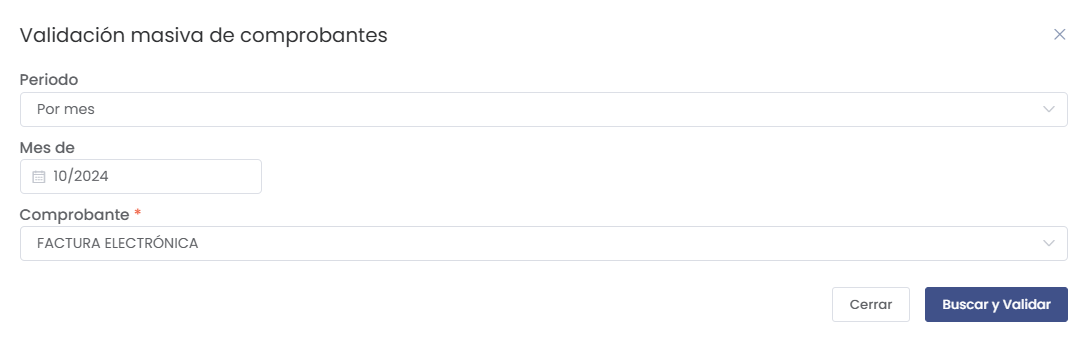 Validación masiva de comprobantes
Periodo
Por mes
Mes de
10/2024
Comprobante *
FACTURA ELECTRÓNICA
Cerrar
Buscar y Validar